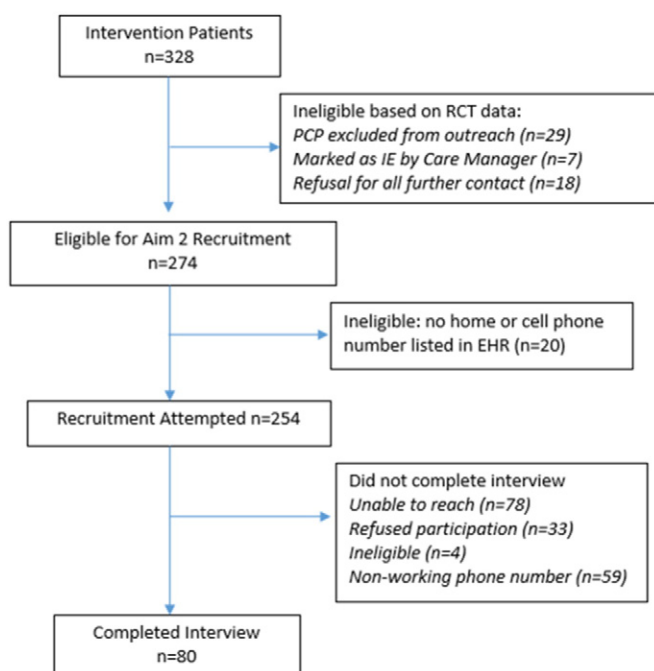 Intervention Patients
n=328
Ineligible based on RCT data:
PCP excluded from outreach (n=29)
Marked as IE by Care Manager (n=7)
Refusal for all further contact (n=18)
Eligible for Aim 2 Recruitment
n=274
Ineligible: no home or cell phone
number listed in EHR (n=20)
Recruitment Attempted n=254
Did not complete interview
Unable to reach (n=78)
Refused participation (n=33)
Ineligible (n=4)
Non-working phone number (n=59)
Completed Interview
n=80